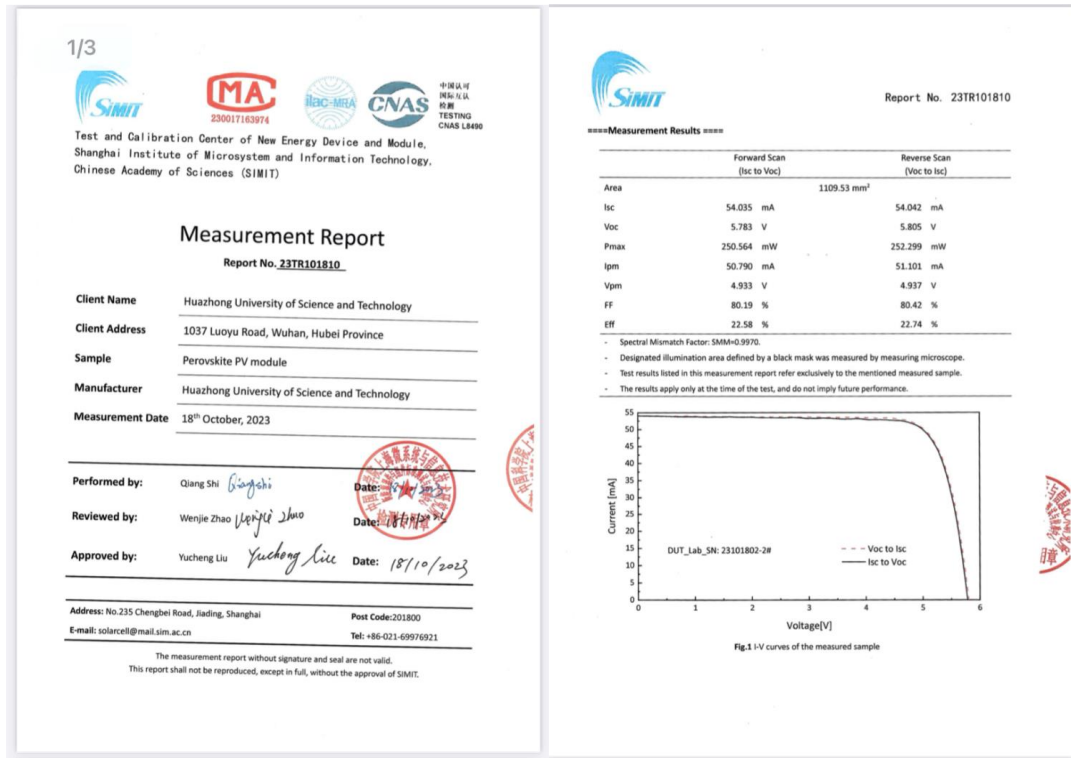 1/3
SIMIT
MA
230017163974
ilac-MRA
CNAS
中国认可
国际互认
检测
TESTING
CNAS L8490
Test and Calibration Center of New Energy Device and Module,
Shanghai Institute of Microsystem and Information Technology,
Chinese Academy of Sciences (SIMIT)
Measurement Report
Report No. 23TR101810
Client Name Huazhong University of Science and Technology
Client Address 1037 Luoyu Road, Wuhan, Hubei Province
Sample Perovskite PV module
Manufacturer Huazhong University of Science and Technology
Measurement Date 18th October, 2023
Performed by: Qiang Shi Qiang shi Date: 18/10/2023
Reviewed by: Wenjie Zhao Wenjie Zhao Date: 18/10/2023
Approved by: Yucheng Liu Yucheng Liu Date: 18/10/2023
检测专用章
Address: No.235 Chengbei Road, Jiading, Shanghai Post Code:201800
E-mail: solarcell@mail.sim.ac.cn Tel: +86-021-69976921
The measurement report without signature and seal are not valid.
This report shall not be reproduced, except in full, without the approval of SIMIT.
SIMIT
Report No. 23TR101810
====Measurement Results ====
Forward Scan Reverse Scan
(Isc to Voc) (Voc to Isc)
Area 1109.53 mm²
Isc 54.035 mA 54.042 mA
Voc 5.783 V 5.805 V
Pmax 250.564 mW 252.299 mW
Ipm 50.790 mA 51.101 mA
Vpm 4.933 V 4.937 V
FF 80.19 % 80.42 %
Eff 22.58 % 22.74 %
- Spectral Mismatch Factor: SMM=0.9970.
- Designated illumination area defined by a black mask was measured by measuring microscope.
- Test results listed in this measurement report refer exclusively to the mentioned measured sample.
- The results apply only at the time of the test, and do not imply future performance.
55
50
45
40
35
30
25
20
15
10
5
0
Current [mA]
DUT_Lab_SN: 23101802-2#
Voc to Isc
Isc to Voc
0 1 2 3 4 5 6
Voltage[V]
Fig.1 I-V curves of the measured sample